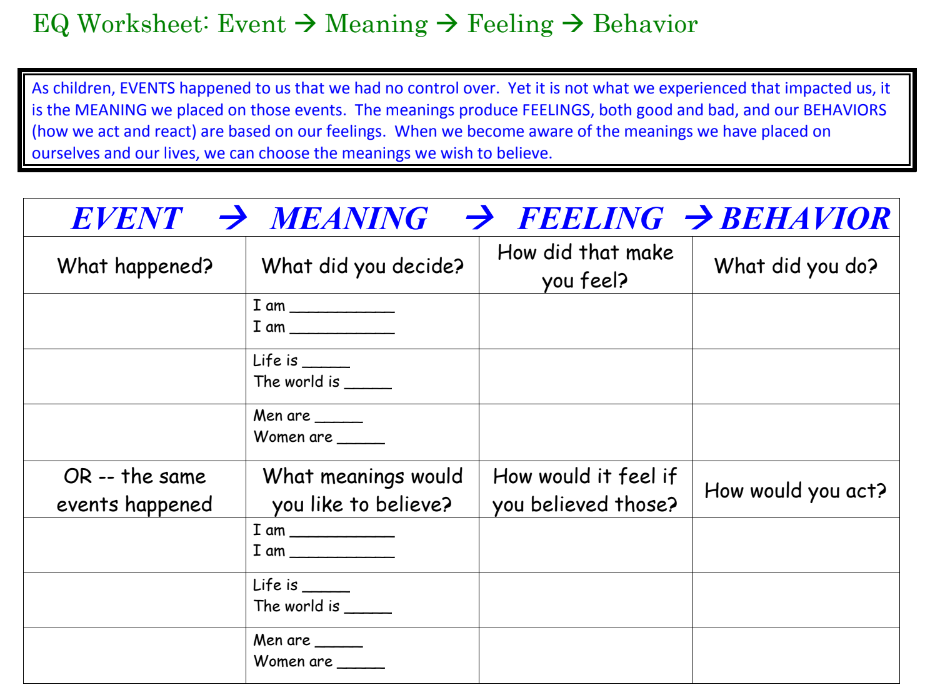 EQ Worksheet: Event → Meaning → Feeling → Behavior
As children, EVENTS happened to us that we had no control over.  Yet it is not what we experienced that impacted us, it
is the MEANING we placed on those events.  The meanings produce FEELINGS, both good and bad, and our BEHAVIORS
(how we act and react) are based on our feelings.  When we become aware of the meanings we have placed on
ourselves and our lives, we can choose the meanings we wish to believe.
EVENT → MEANING → FEELING → BEHAVIOR
What happened?
What did you decide?
How did that make
you feel?
What did you do?
I am ___________
I am ___________
Life is _____
The world is _____
Men are _____
Women are _____
OR -- the same
events happened
What meanings would
you like to believe?
How would it feel if
you believed those?
How would you act?
I am ___________
I am ___________
Life is _____
The world is _____
Men are _____
Women are _____